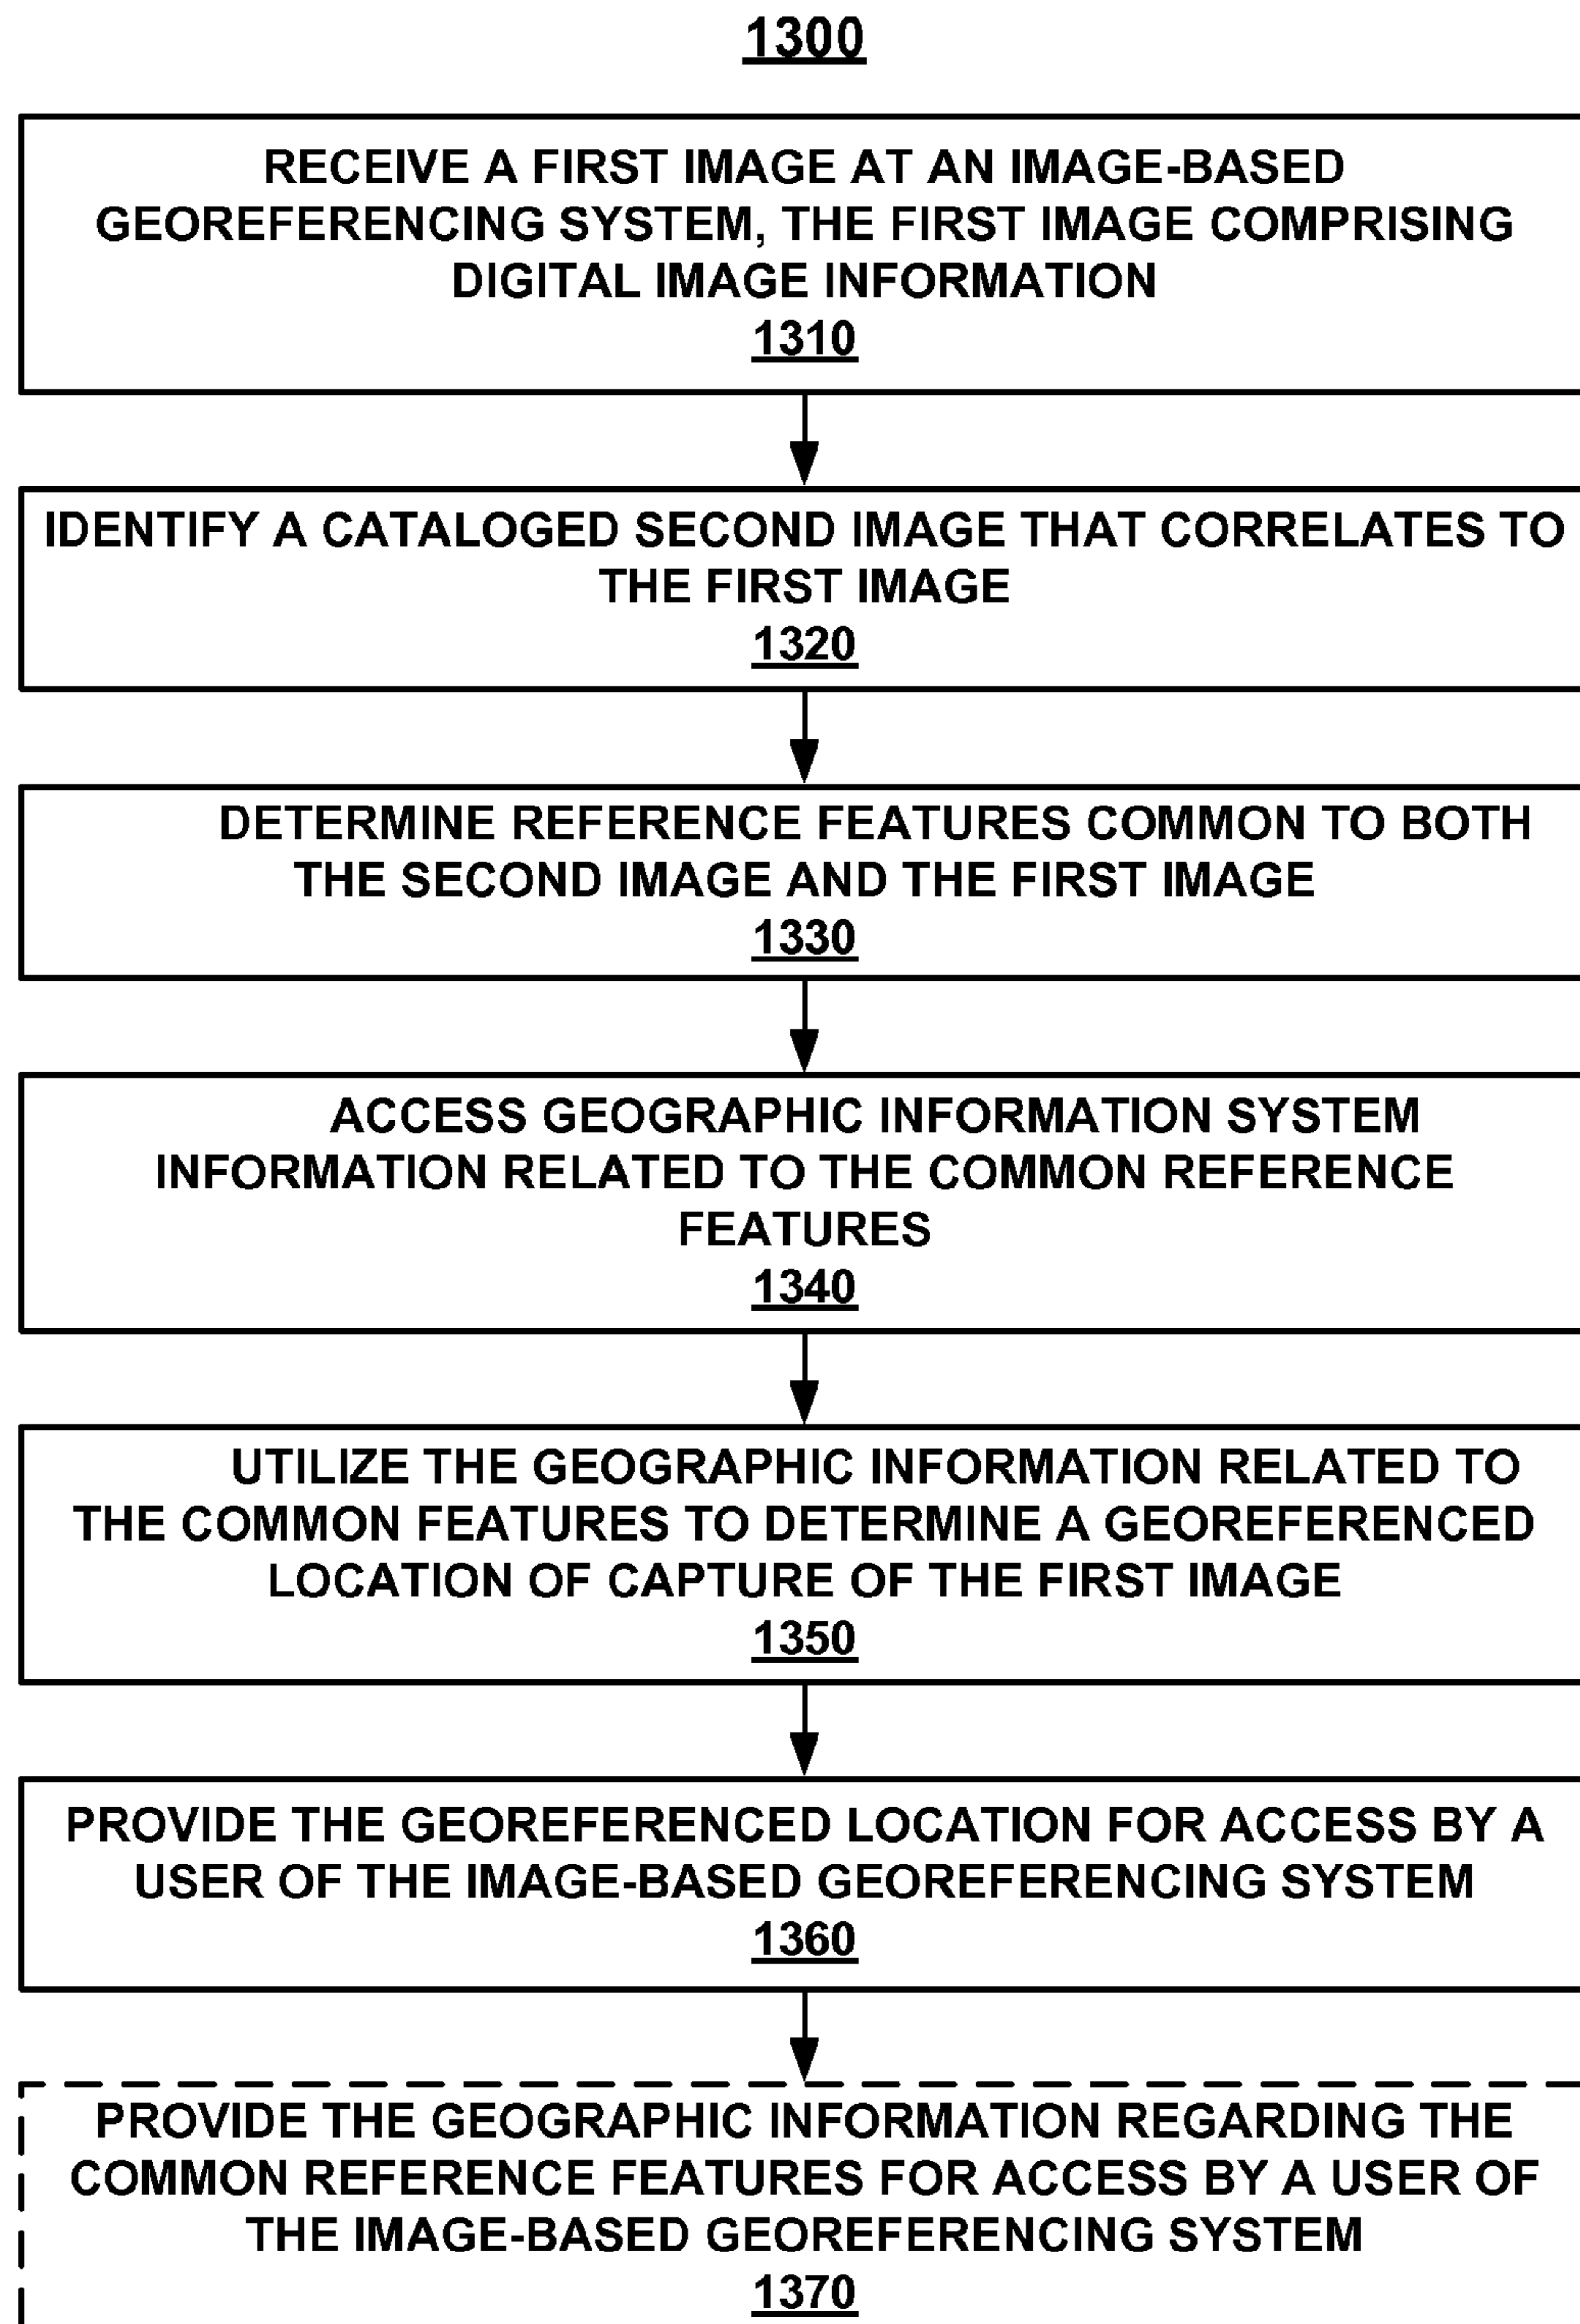 1300
RECEIVE A FIRST IMAGE AT AN IMAGE-BASED
GEOREFERENCING SYSTEM, THE FIRST IMAGE COMPRISING
DIGITAL IMAGE INFORMATION
1310
IDENTIFY A CATALOGED SECOND IMAGE THAT CORRELATES TO
THE FIRST IMAGE
1320
DETERMINE REFERENCE FEATURES COMMON TO BOTH
THE SECOND IMAGE AND THE FIRST IMAGE
1330
ACCESS GEOGRAPHIC INFORMATION SYSTEM
INFORMATION RELATED TO THE COMMON REFERENCE
FEATURES
1340
UTILIZE THE GEOGRAPHIC INFORMATION RELATED TO
THE COMMON FEATURES TO DETERMINE A GEOREFERENCED
LOCATION OF CAPTURE OF THE FIRST IMAGE
1350
PROVIDE THE GEOREFERENCED LOCATION FOR ACCESS BY A
USER OF THE IMAGE-BASED GEOREFERENCING SYSTEM
1360
PROVIDE THE GEOGRAPHIC INFORMATION REGARDING THE
COMMON REFERENCE FEATURES FOR ACCESS BY A USER OF
THE IMAGE-BASED GEOREFERENCING SYSTEM
1370